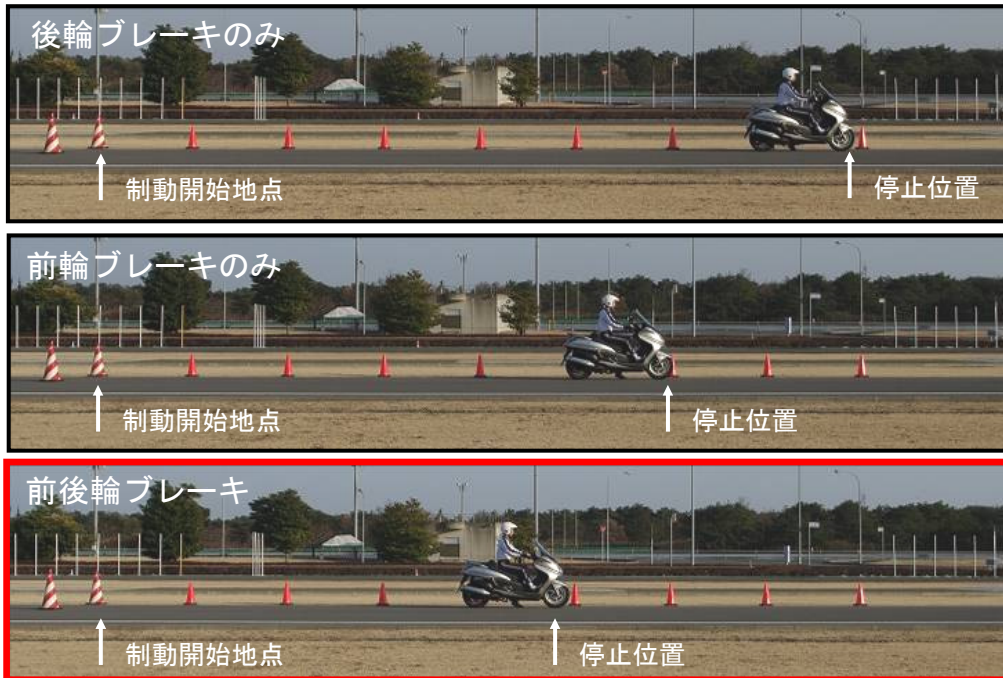 後輪ブレーキのみ
制動開始地点
停止位置
前輪ブレーキのみ
制動開始地点
停止位置
前後輪ブレーキ
制動開始地点
停止位置